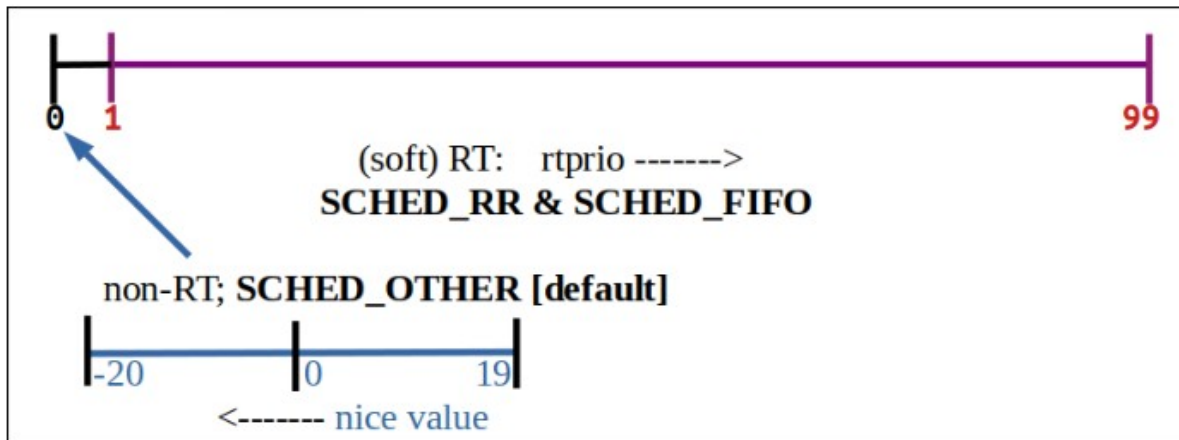 0 1 99
(soft) RT: rtprio ------->
SCHED_RR & SCHED_FIFO
non-RT; SCHED_OTHER [default]
-20 0 19
<------- nice value